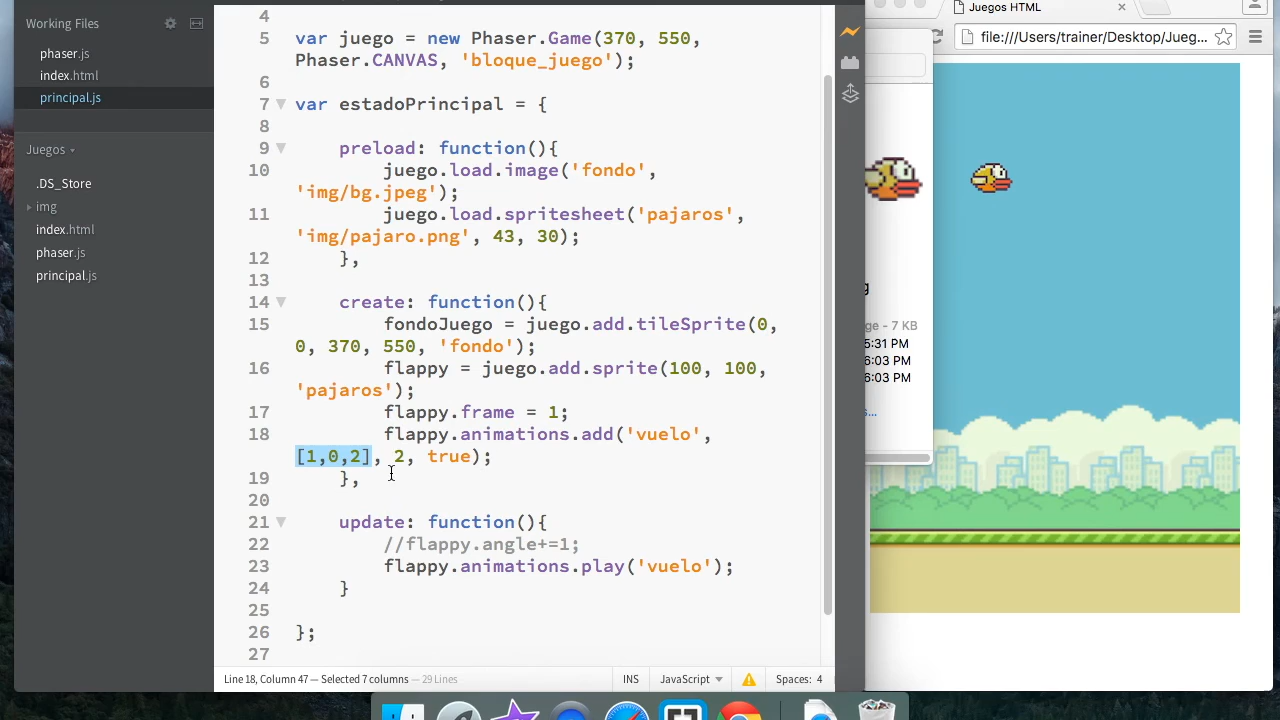 Working Files
phaser.js
index.html
principal.js
Juegos
.DS_Store
img
index.html
phaser.js
principal.js
4
5 var juego = new Phaser.Game(370, 550,
Phaser.CANVAS, 'bloque_juego');
6
7 var estadoPrincipal = {
8
9 preload: function(){
10 juego.load.image('fondo',
'img/bg.jpeg');
11 juego.load.spritesheet('pajaros',
'img/pajaro.png', 43, 30);
12 },
13
14 create: function(){
15 fondoJuego = juego.add.tileSprite(0,
0, 370, 550, 'fondo');
16 flappy = juego.add.sprite(100, 100,
'pajaros');
17 flappy.frame = 1;
18 flappy.animations.add('vuelo',
[1,0,2], 2, true);
19 },
20
21 update: function(){
22 //flappy.angle+=1;
23 flappy.animations.play('vuelo');
24 }
25
26 };
27
Line 18, Column 47 — Selected 7 columns — 29 Lines
INS
JavaScript
Spaces: 4
Juegos HTML
file:///Users/trainer/Desktop/Jueg...
g
ge - 7 KB
5:31 PM
6:03 PM
6:03 PM
s...